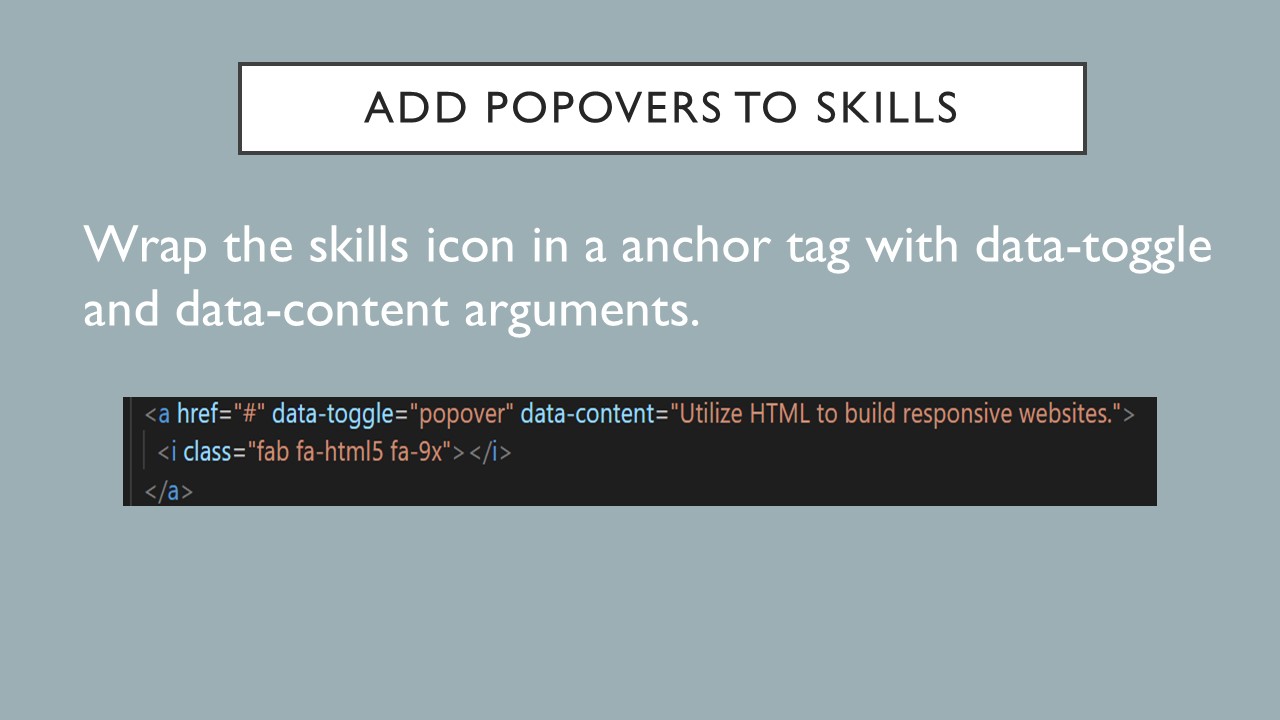 ADD POPOVERS TO SKILLS
Wrap the skills icon in a anchor tag with data-toggle
and data-content arguments.
<a href="#" data-toggle="popover" data-content="Utilize HTML to build responsive websites.">
<i class="fab fa-html5 fa-9x"></i>
</a>